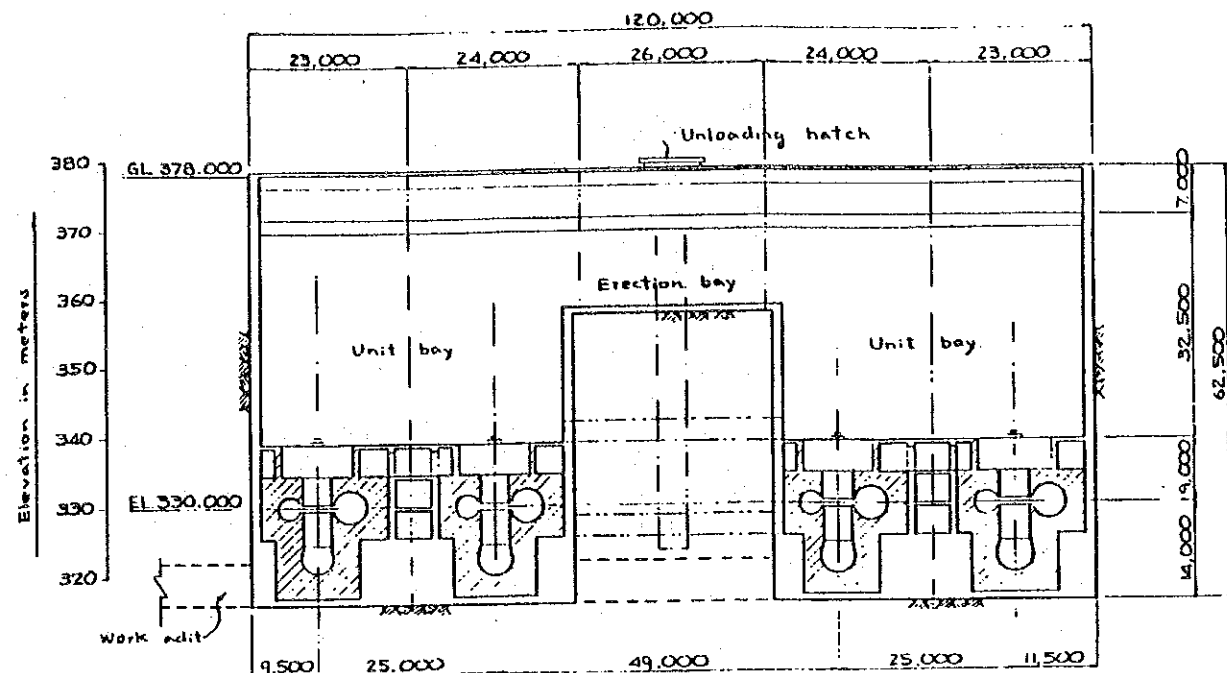 120,000
23,000 24,000 26,000 24,000 23,000
Unloading hatch
380
GL 378.000
7.000
370
360
Erection bay
Unit bay
Unit bay
32,500
62,500
350
Elevation in meters
340
EL 330.000
330
320
14,000
Work adit
9,500 25.000 49,000 25,000 11,500